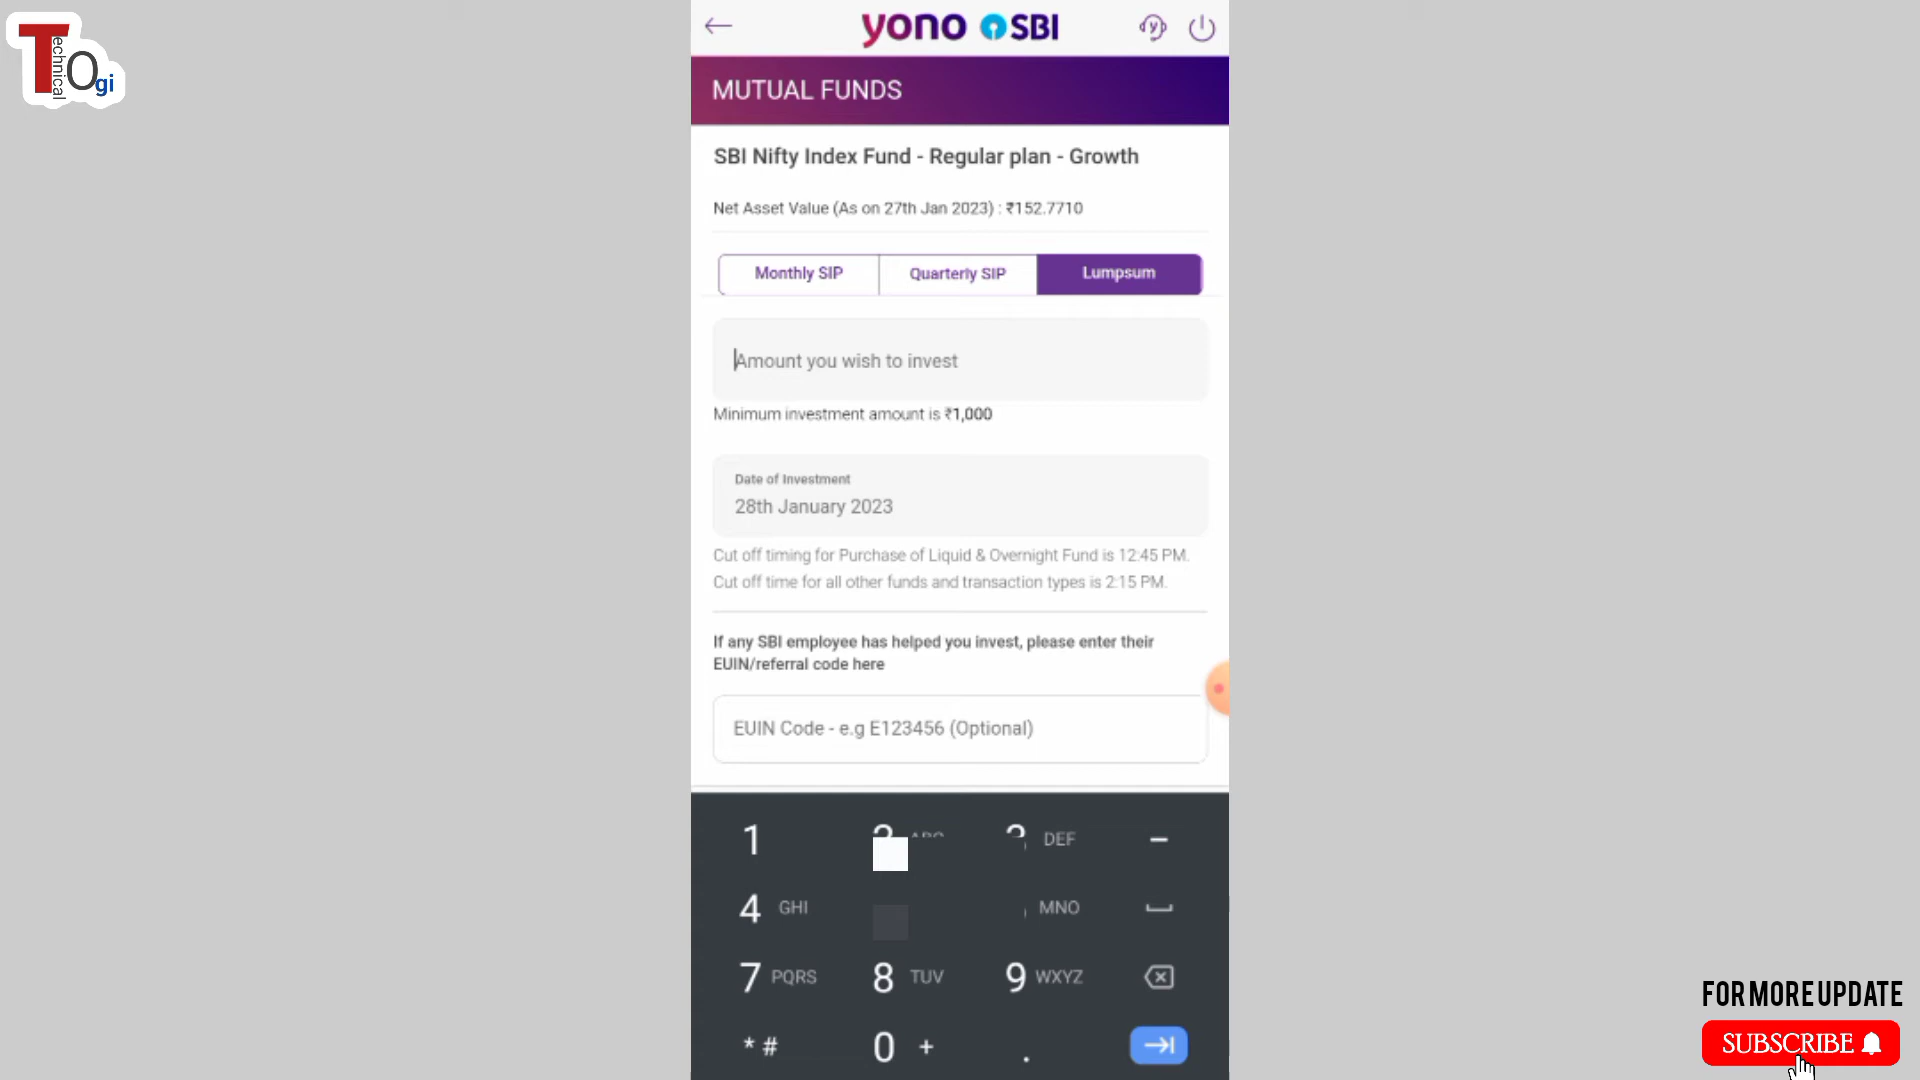 Technical
Ogi
yono SBI
MUTUAL FUNDS
SBI Nifty Index Fund - Regular plan - Growth
Net Asset Value (As on 27th Jan 2023) : ₹152.7710
Monthly SIP Quarterly SIP Lumpsum
Amount you wish to invest
Minimum investment amount is ₹1,000
Date of Investment
28th January 2023
Cut off timing for Purchase of Liquid & Overnight Fund is 12:45 PM.
Cut off time for all other funds and transaction types is 2:15 PM.
If any SBI employee has helped you invest, please enter their
EUIN/referral code here
EUIN Code - e.g E123456 (Optional)
1 DEF -
4 GHI MNO
7 PQRS 8 TUV 9 WXYZ
* # 0 + .
FOR MORE UPDATE
SUBSCRIBE